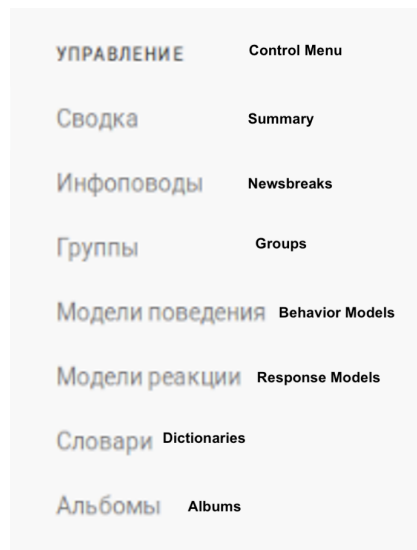 УПРАВЛЕНИЕ Control Menu
Сводка Summary
Инфоповоды Newsbreaks
Группы Groups
Модели поведения Behavior Models
Модели реакции Response Models
Словари Dictionaries
Альбомы Albums